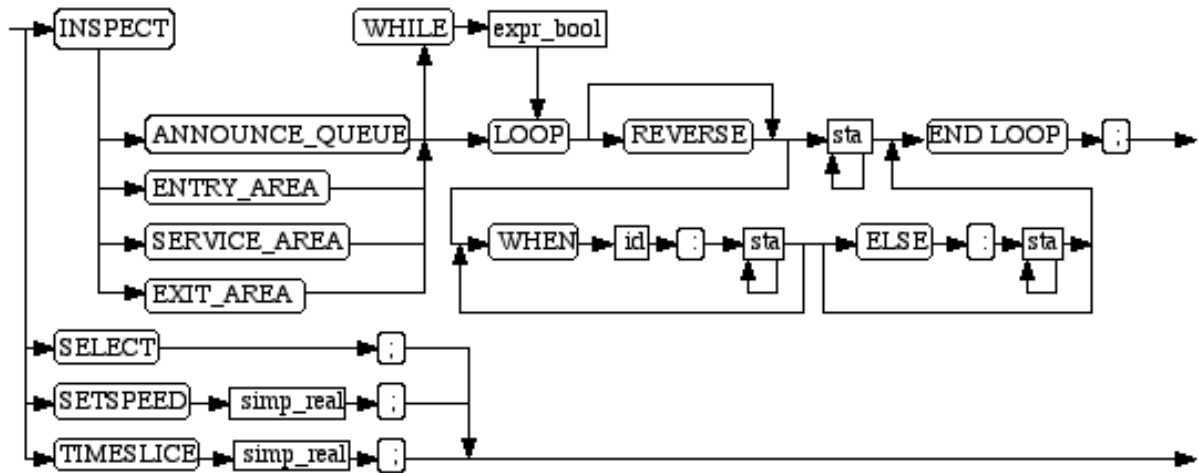 INSPECT WHILE expr_bool
ANNOUNCE_QUEUE LOOP REVERSE sta END LOOP ;
ENTRY_AREA
SERVICE_AREA WHEN id : sta ELSE : sta
EXIT_AREA
SELECT ;
SETSPEED simp_real ;
TIMESLICE simp_real ;